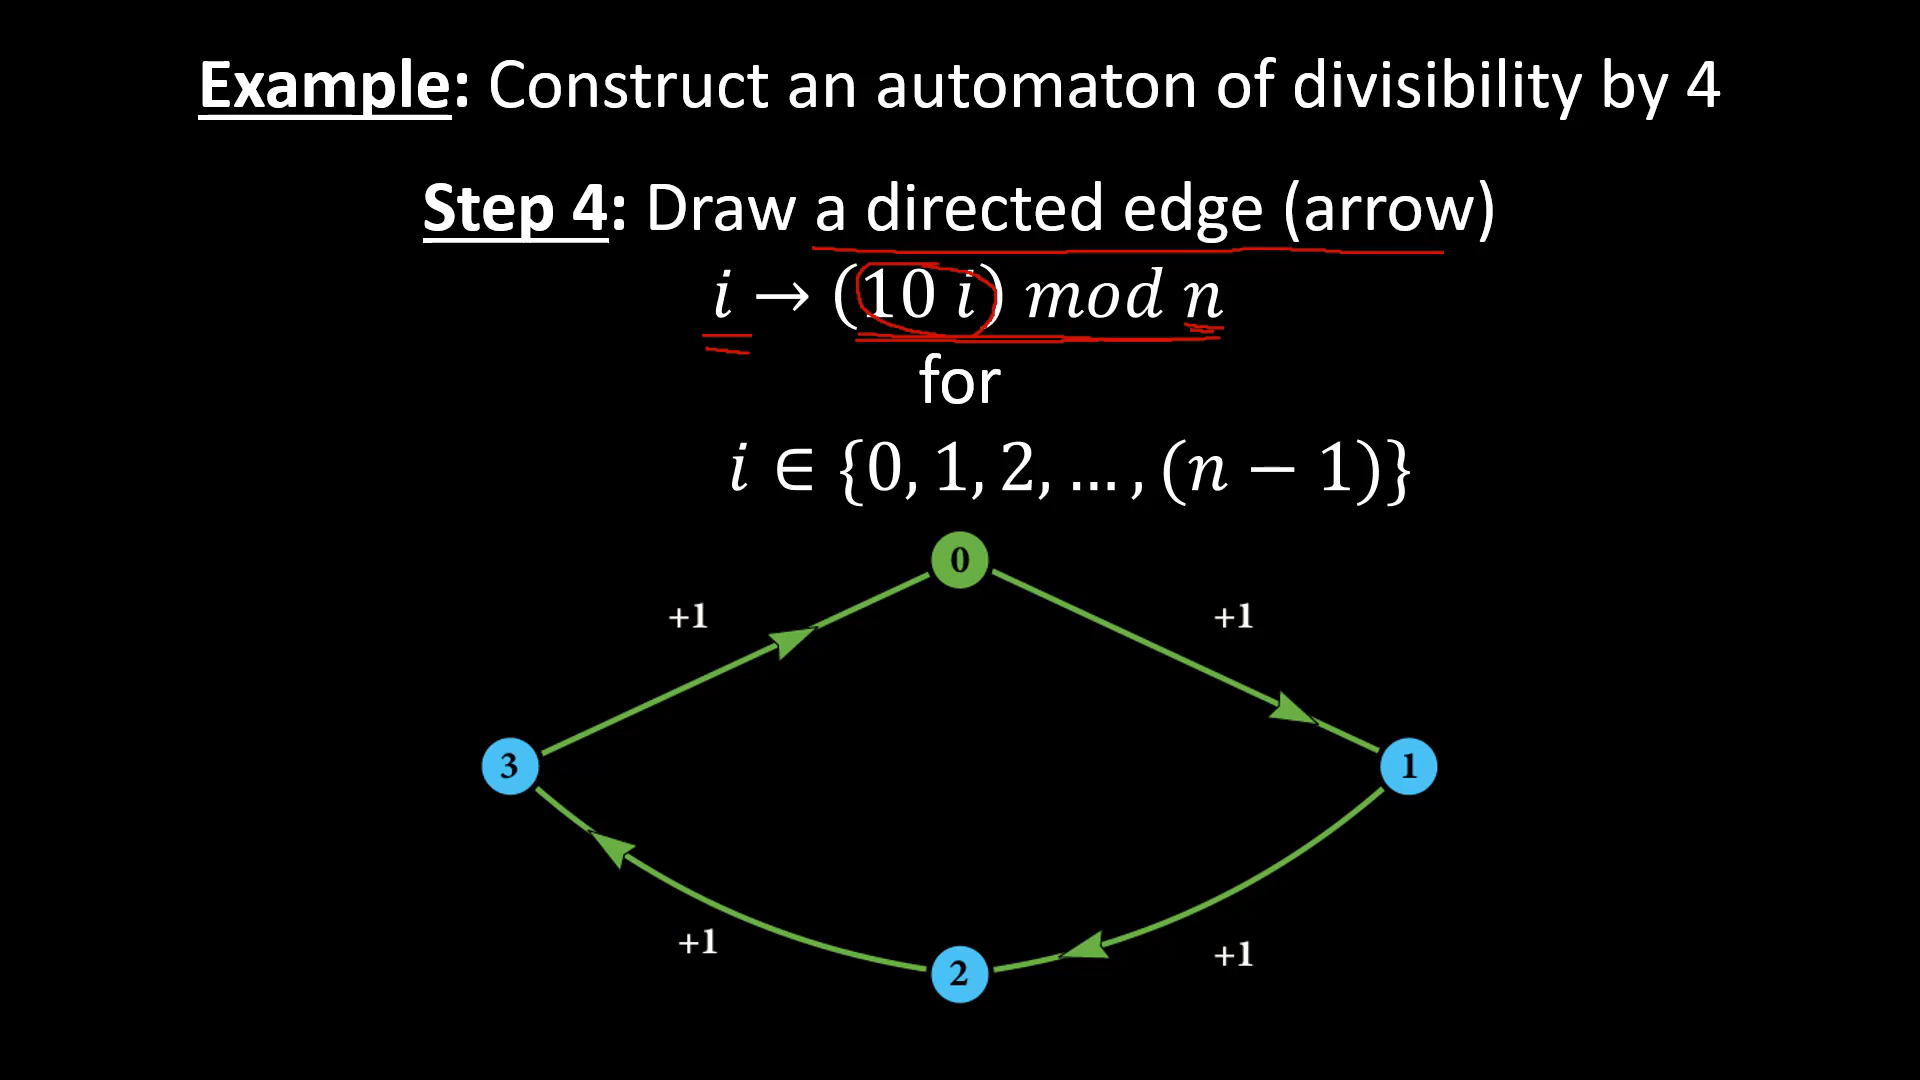 Example: Construct an automaton of divisibility by 4
Step 4: Draw a directed edge (arrow)
i → (10 i) mod n
for
i ∈ {0, 1, 2, … , (n − 1)}
0
+1
+1
3
1
+1
+1
2